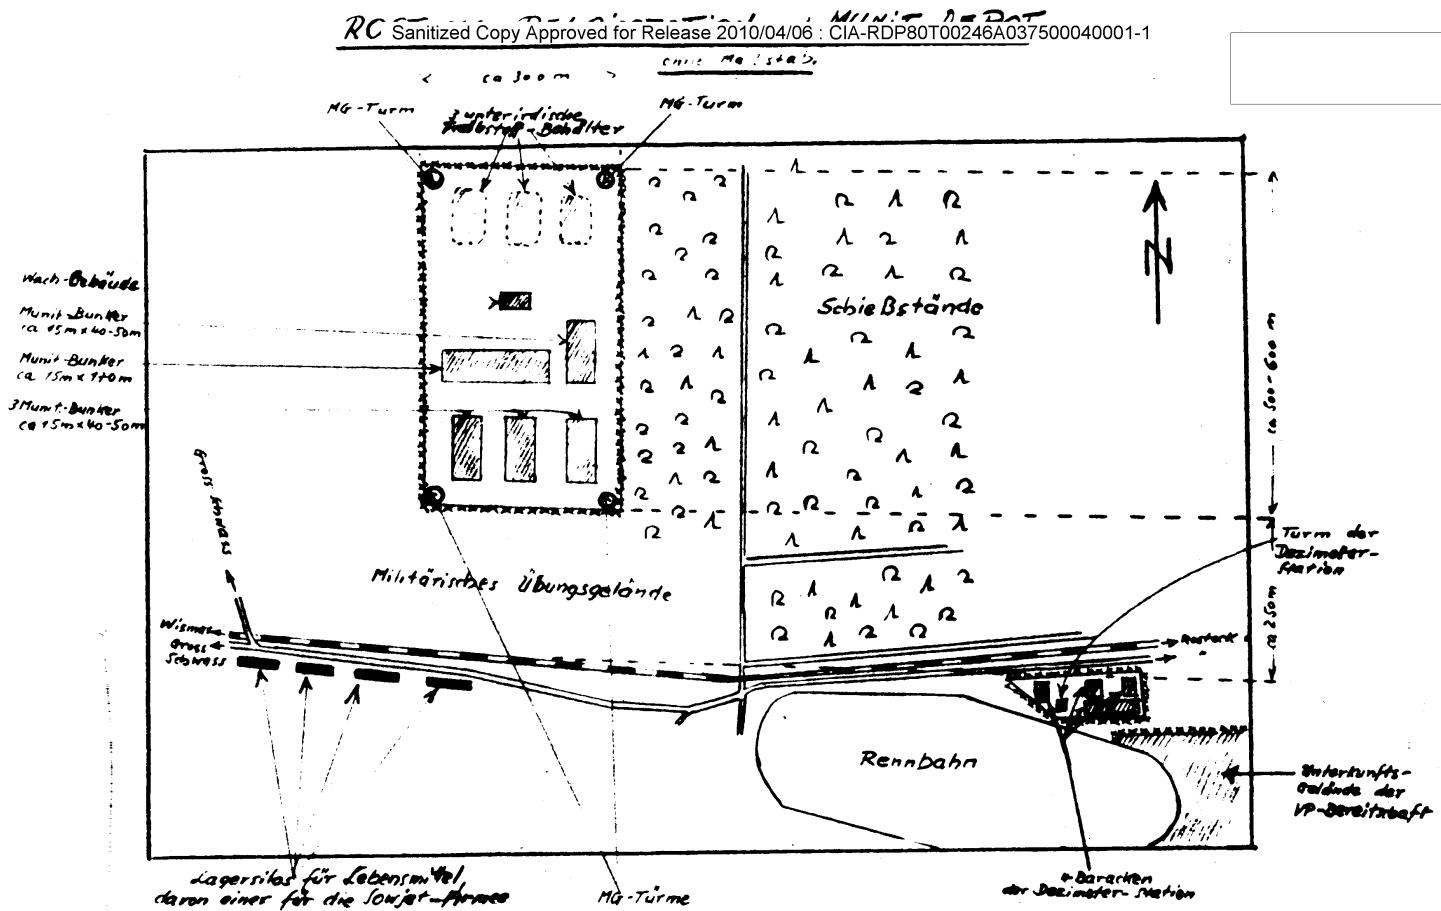 Sanitized Copy Approved for Release 2010/04/06 : CIA-RDP80T00246A037500040001-1
ca 300 m
MG-Turm
MG-Turm
3 unterirdische
Treibstoff-Behälter
Wach-Gebäude
Munit-Bunker
ca 15m x 40-50m
Munit-Bunker
3 Munit-Bunker
ca 15m x 40-50m
Schießstände
N
ca 500-600 m
Gross Schwass
Militärisches Übungsgelände
Turm der
Dezimeter-
station
ca 250m
Wismar
Gross
Schwass
Rostock
Rennbahn
Unterkunfts-
gelände der
VP-Bereitschaft
Lagersilos für Lebensmittel,
davon einer für die Sowjet-Armee
MG-Türme
4 Baracken
der Dezimeter-station